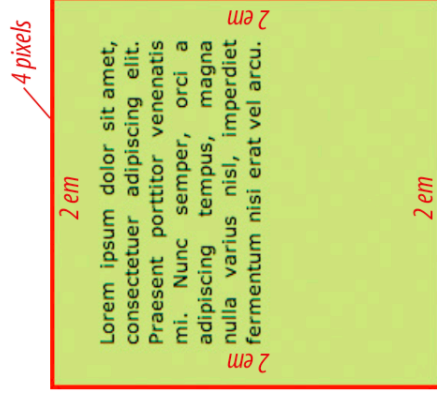 4 pixels
2 em
2 em
Lorem ipsum dolor sit amet,
consectetuer adipiscing elit.
Praesent porttitor venenatis
mi. Nunc semper, orci a
adipiscing tempus, magna
nulla varius nisl, imperdiet
fermentum nisi erat vel arcu.
2 em
2 em